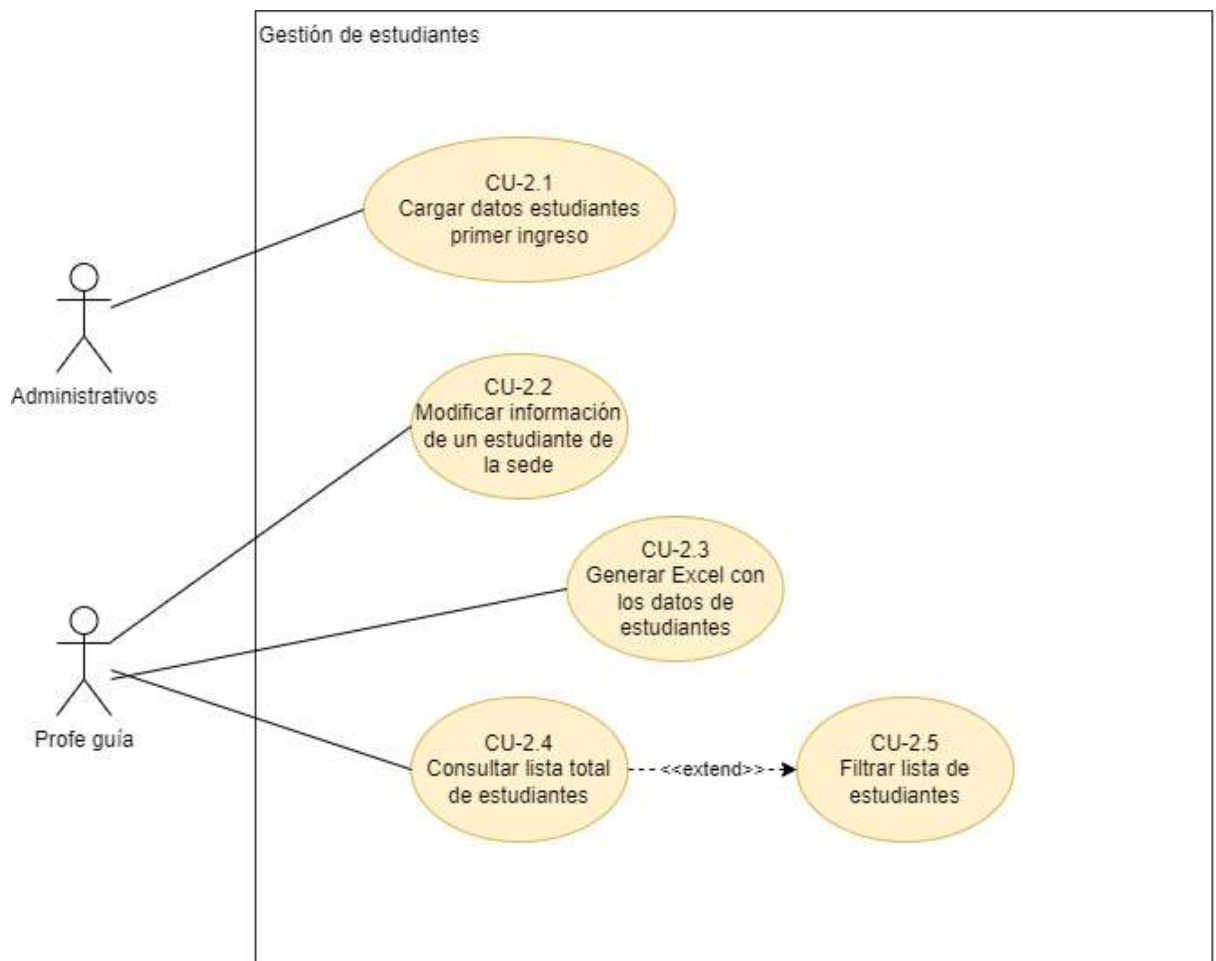 Gestión de estudiantes
CU-2.1
Cargar datos estudiantes
primer ingreso
Administrativos
CU-2.2
Modificar información
de un estudiante de
la sede
CU-2.3
Generar Excel con
los datos de
estudiantes
Profe guía
CU-2.4
Consultar lista total
de estudiantes
<<extend>>
CU-2.5
Filtrar lista de
estudiantes